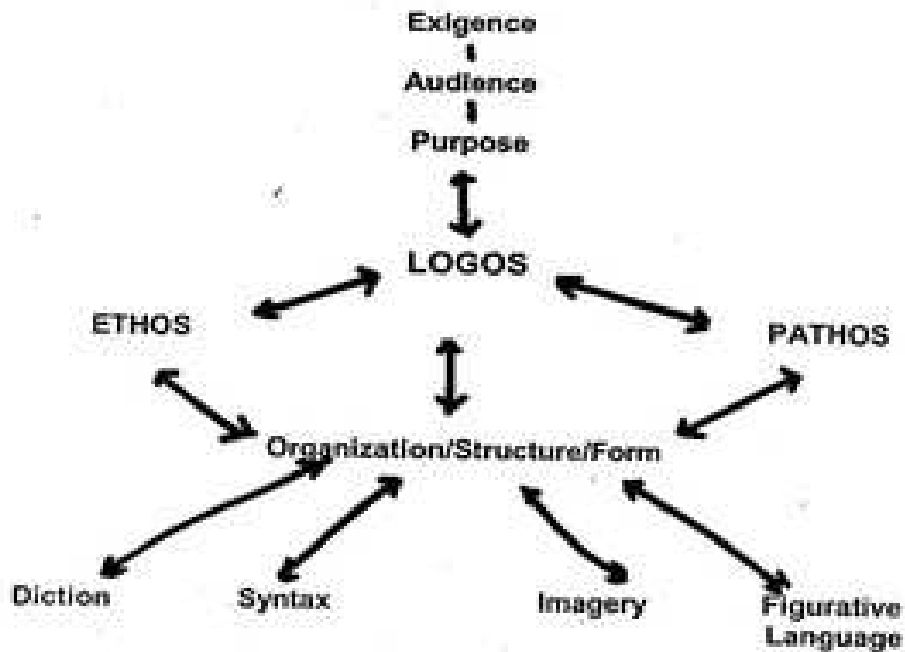 Exigence
Audience
Purpose
LOGOS
ETHOS
PATHOS
Organization/Structure/Form
Diction
Syntax
Imagery
Figurative
Language